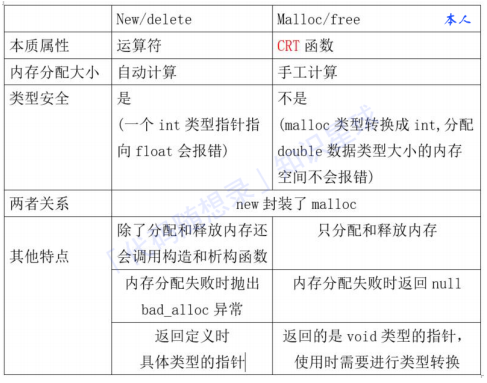 New/delete Malloc/free 本人
本质属性 运算符 CRT 函数
内存分配大小 自动计算 手工计算
类型安全 是 不是
(一个 int 类型指针指 (malloc 类型转换成 int,分配
向 float 会报错) double 数据类型大小的内存
空间不会报错)
两者关系 new 封装了 malloc
除了分配和释放内存还 只分配和释放内存
其他特点 会调用构造和析构函数
内存分配失败时抛出 内存分配失败时返回 null
bad_alloc 异常
返回定义时 返回的是 void 类型的指针，
具体类型的指针 使用时需要进行类型转换
「代码随想录」知识星球